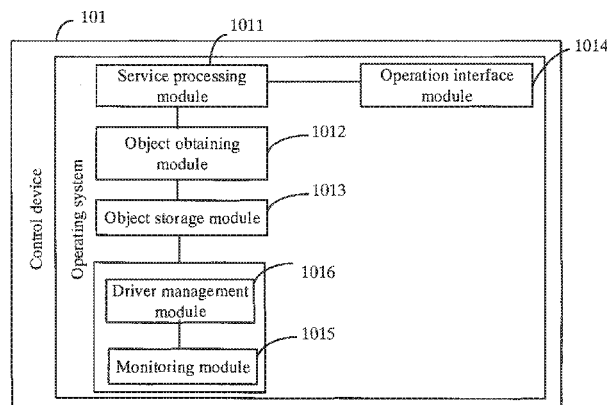 101
1011
1014
Service processing
module
Operation interface
module
1012
Object obtaining
module
1013
Object storage module
Control device
Operating system
1016
Driver management
module
1015
Monitoring module